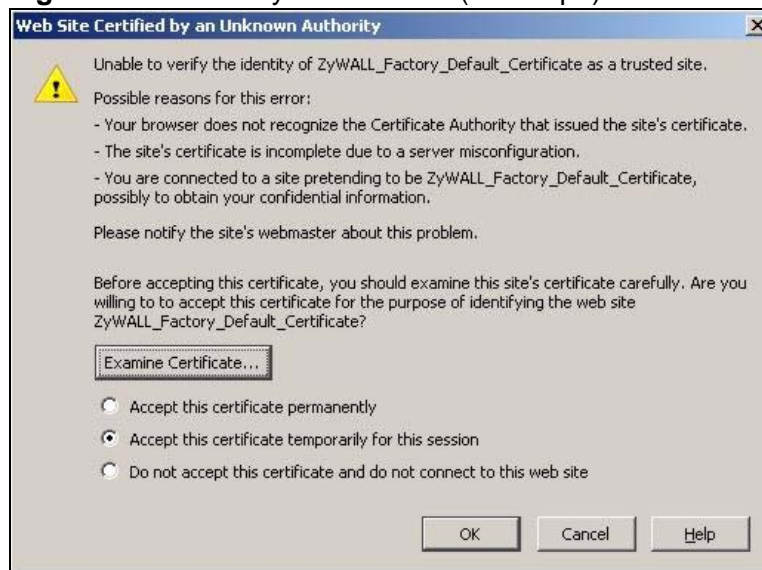 Web Site Certified by an Unknown Authority
Unable to verify the identity of ZyWALL_Factory_Default_Certificate as a trusted site.
Possible reasons for this error:
- Your browser does not recognize the Certificate Authority that issued the site's certificate.
- The site's certificate is incomplete due to a server misconfiguration.
- You are connected to a site pretending to be ZyWALL_Factory_Default_Certificate,
possibly to obtain your confidential information.
Please notify the site's webmaster about this problem.
Before accepting this certificate, you should examine this site's certificate carefully. Are you
willing to to accept this certificate for the purpose of identifying the web site
ZyWALL_Factory_Default_Certificate?
Examine Certificate...
Accept this certificate permanently
Accept this certificate temporarily for this session
Do not accept this certificate and do not connect to this web site
OK Cancel Help